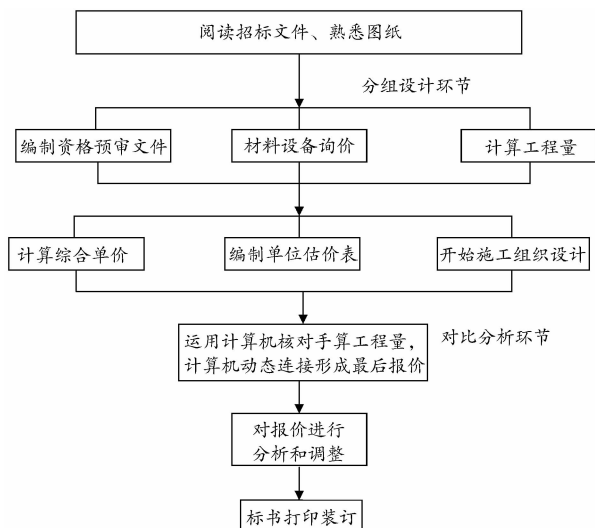 阅读招标文件、熟悉图纸
分组设计环节
编制资格预审文件
材料设备询价
计算工程量
计算综合单价
编制单位估价表
开始施工组织设计
运用计算机核对手算工程量，
计算机动态连接形成最后报价
对比分析环节
对报价进行
分析和调整
标书打印装订